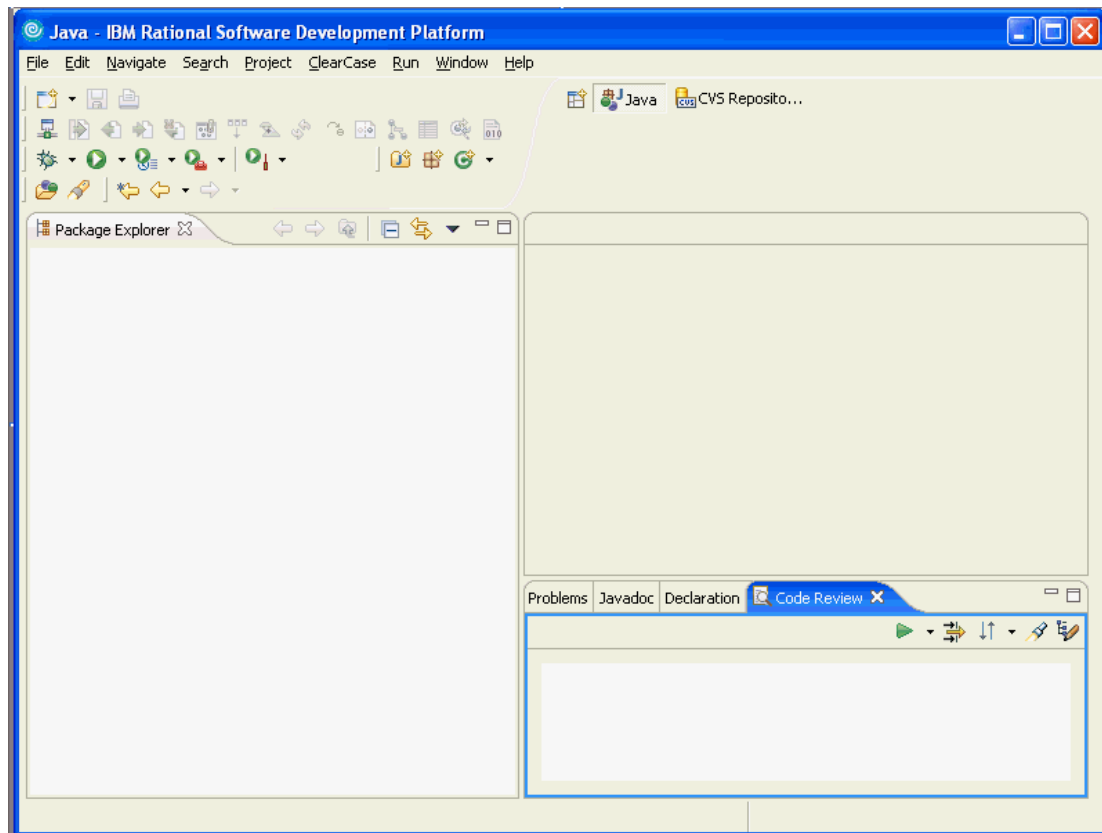 Java - IBM Rational Software Development Platform
File Edit Navigate Search Project ClearCase Run Window Help
Java CVS Reposito...
Package Explorer
Problems Javadoc Declaration Code Review